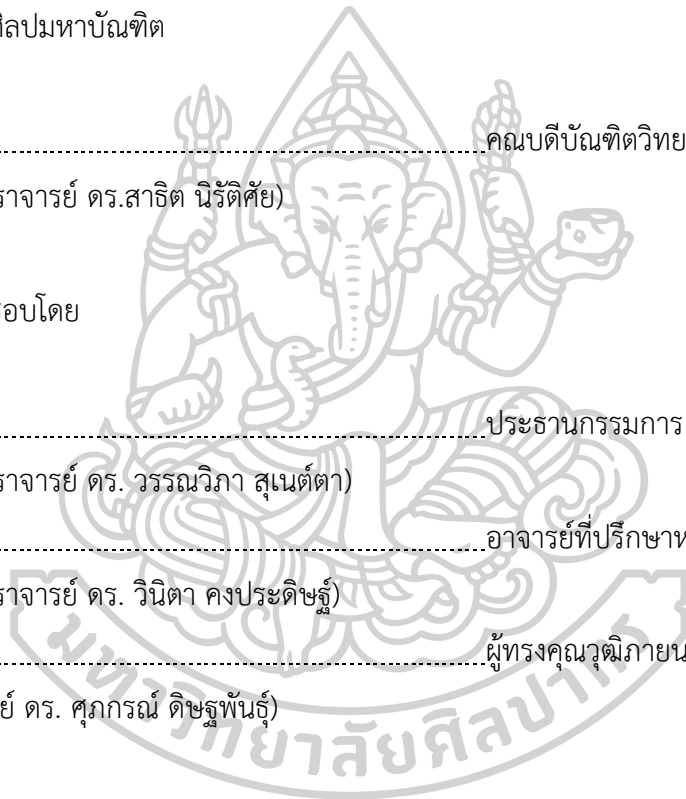 ศิลปมหาบัณฑิต
คณบดีบัณฑิตวิทย
ราจารย์ ดร.สาธิต นิรัติศัย)
สอบโดย
ประธานกรรมการ
ราจารย์ ดร. วรรณวิภา สุเนต์ตา)
อาจารย์ที่ปรึกษาห
ราจารย์ ดร. วินิตา คงประดิษฐ์)
ผู้ทรงคุณวุฒิภายน
ย์ ดร. ศุภกรณ์ ดิษฐพันธุ์)
มหาวิทยาลัยศิลปากร